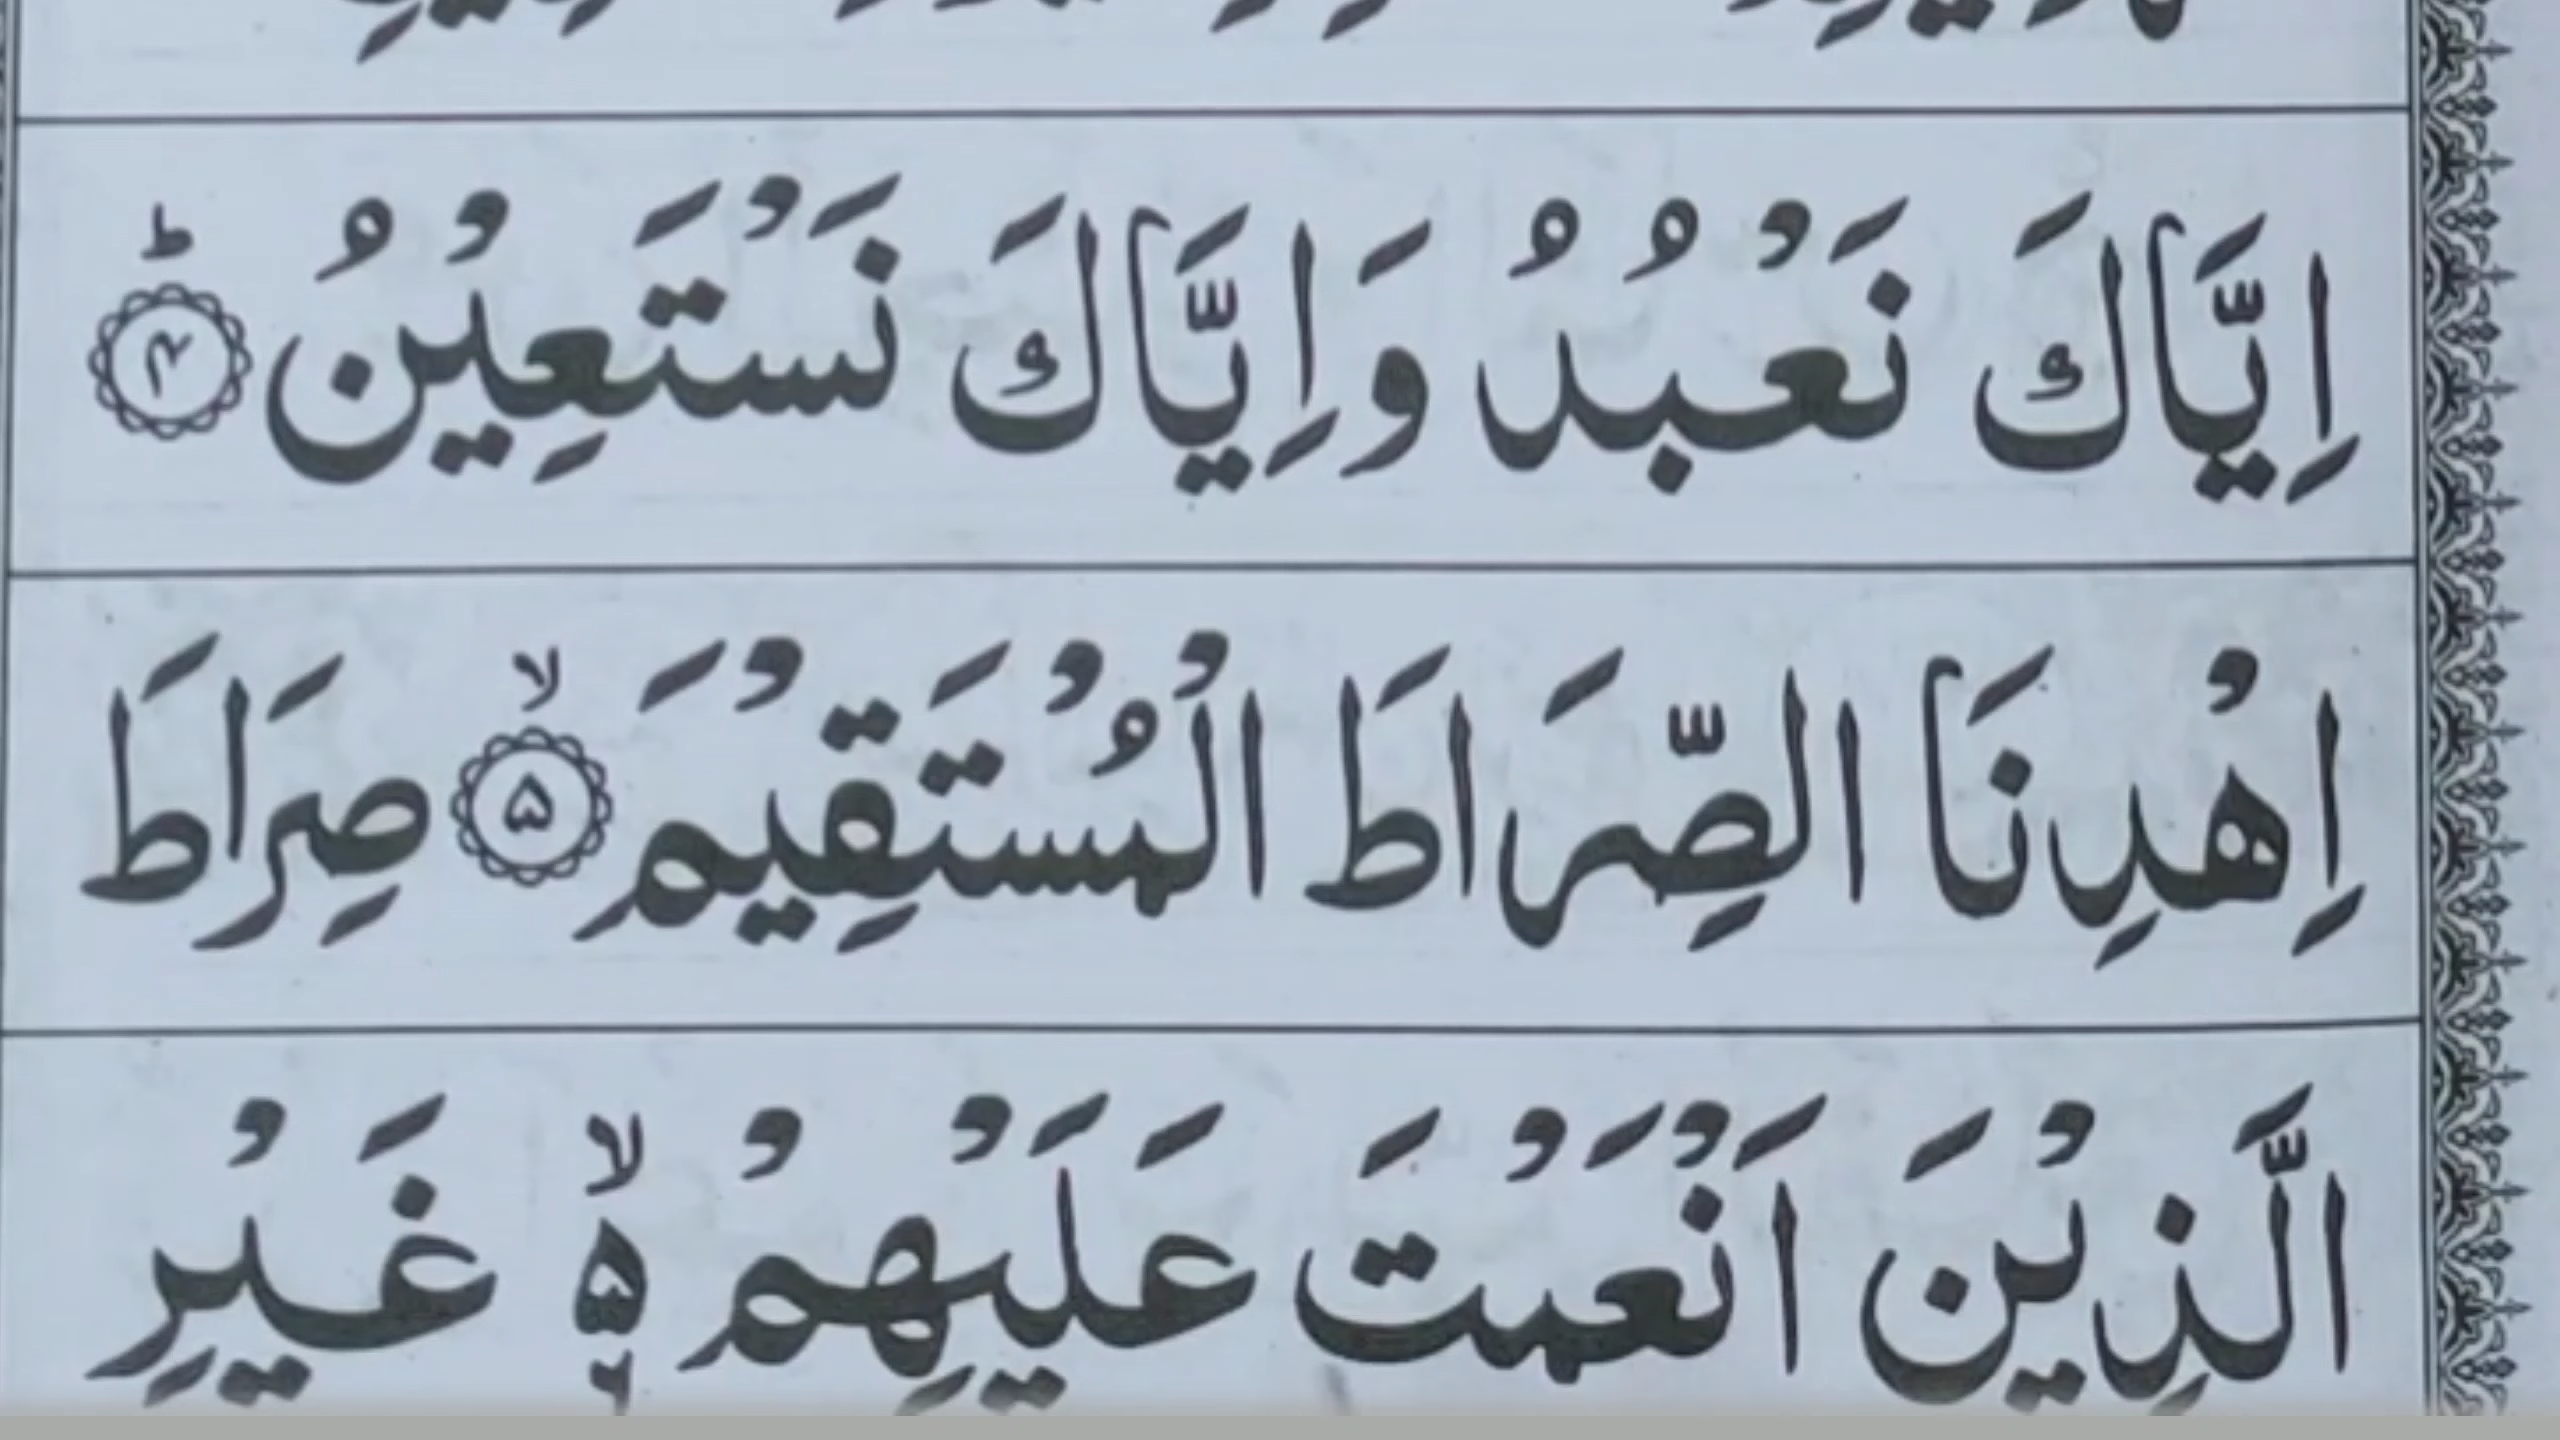 اِیَّاكَ نَعْبُدُ وَاِیَّاكَ نَسْتَعِیْنُ ؕ ۴
اِهْدِنَا الصِّرَاطَ الْمُسْتَقِیْمَ ۙ ۵ صِرَاطَ
الَّذِیْنَ اَنْعَمْتَ عَلَیْهِمْ ۙ۬ۦ غَیْرِ